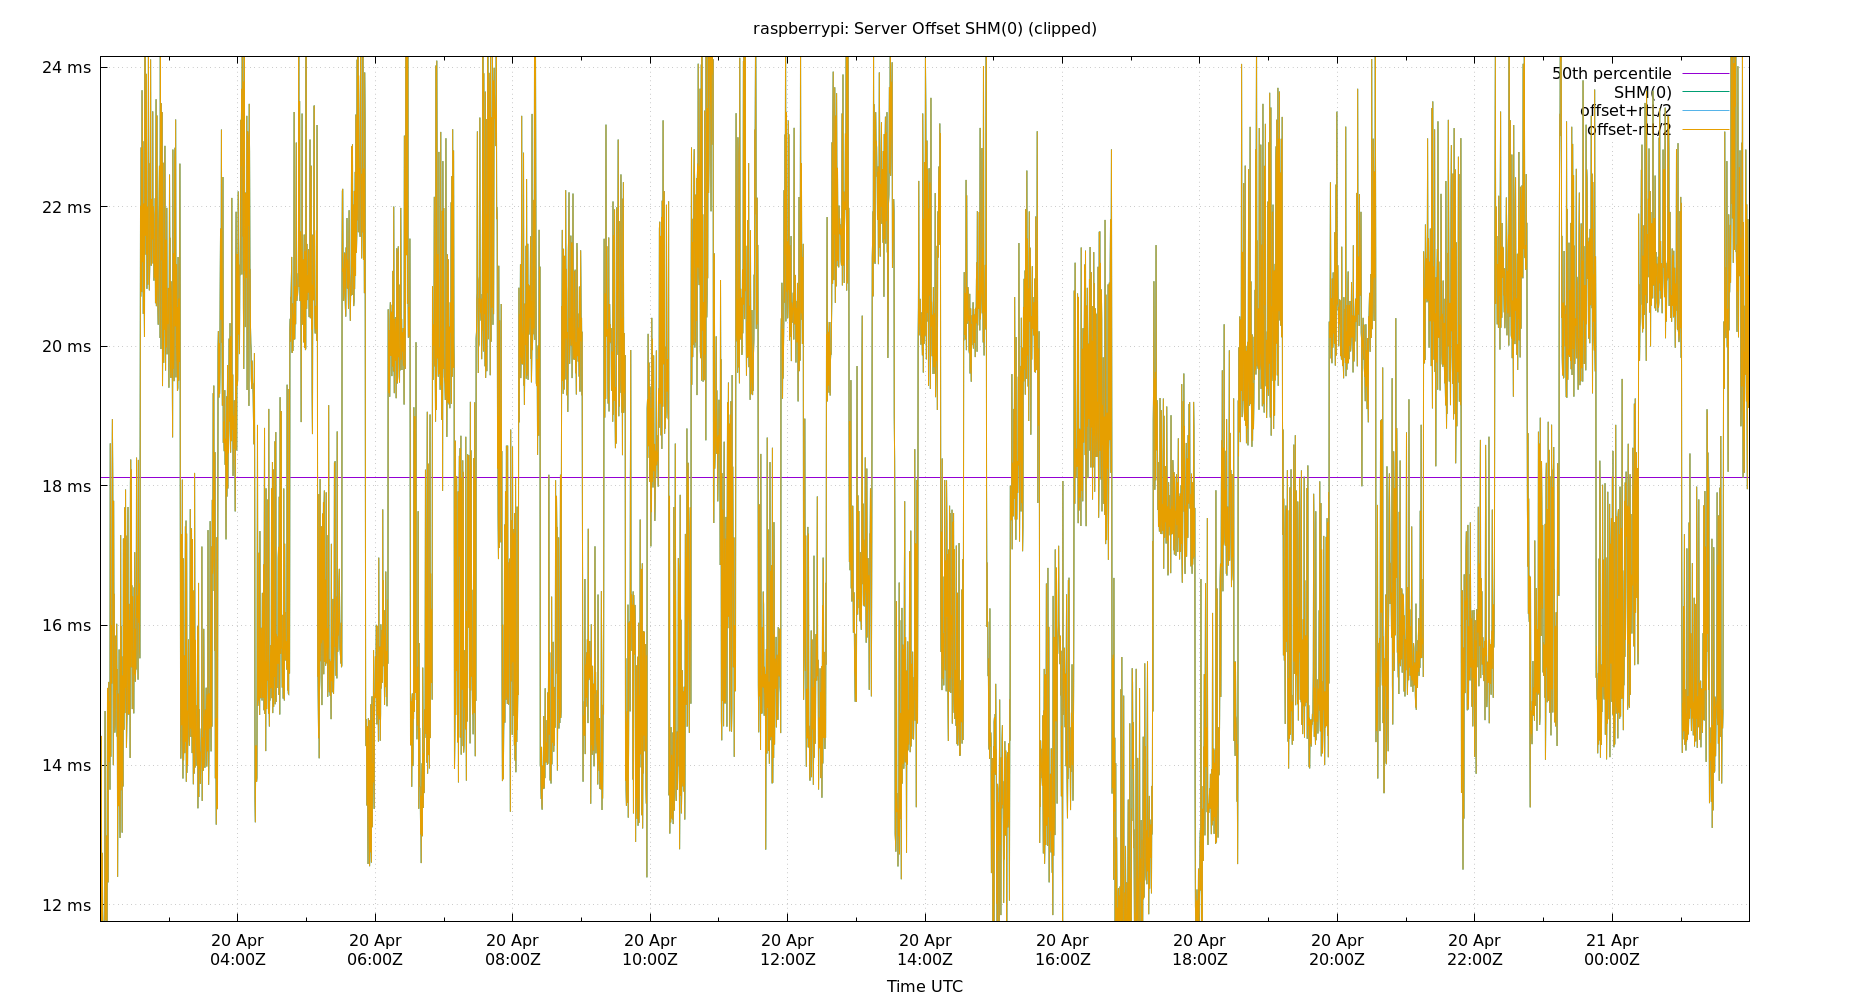 raspberrypi: Server Offset SHM(0) (clipped)
24 ms
22 ms
20 ms
18 ms
16 ms
14 ms
12 ms
50th percentile
SHM(0)
offset+rtt/2
offset-rtt/2
20 Apr 04:00Z
20 Apr 06:00Z
20 Apr 08:00Z
20 Apr 10:00Z
20 Apr 12:00Z
20 Apr 14:00Z
20 Apr 16:00Z
20 Apr 18:00Z
20 Apr 20:00Z
20 Apr 22:00Z
21 Apr 00:00Z
Time UTC